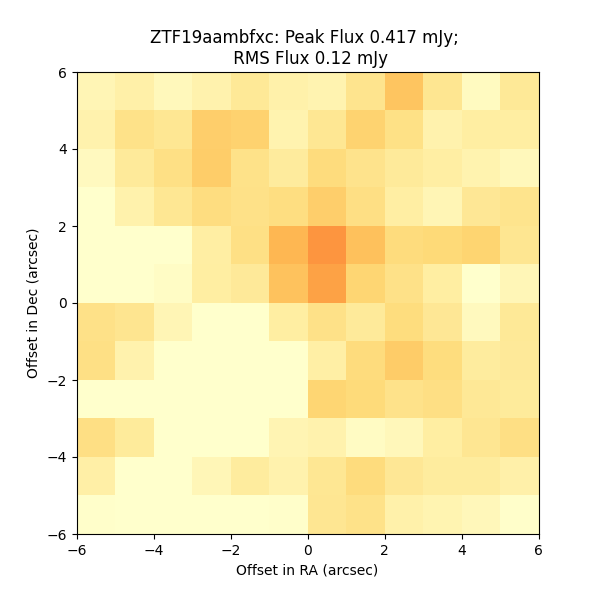 ZTF19aambfxc: Peak Flux 0.417 mJy;
RMS Flux 0.12 mJy
6
4
2
0
−2
−4
−6
Offset in Dec (arcsec)
−6 −4 −2 0 2 4 6
Offset in RA (arcsec)